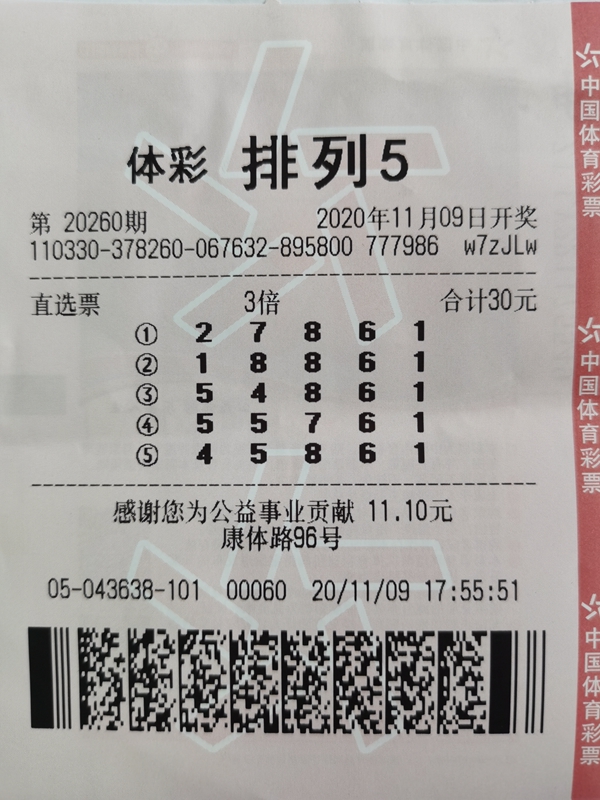 体彩 排列5
第 20260期 2020年11月09日开奖
110330-378260-067632-895800 777986 w7zJLw
直选票 3倍 合计30元
① 2 7 8 6 1
② 1 8 8 6 1
③ 5 4 8 6 1
④ 5 5 7 6 1
⑤ 4 5 8 6 1
感谢您为公益事业贡献 11.10元
康体路96号
05-043638-101 00060 20/11/09 17:55:51
中国体育彩票
中国体育彩票
中国体育彩票